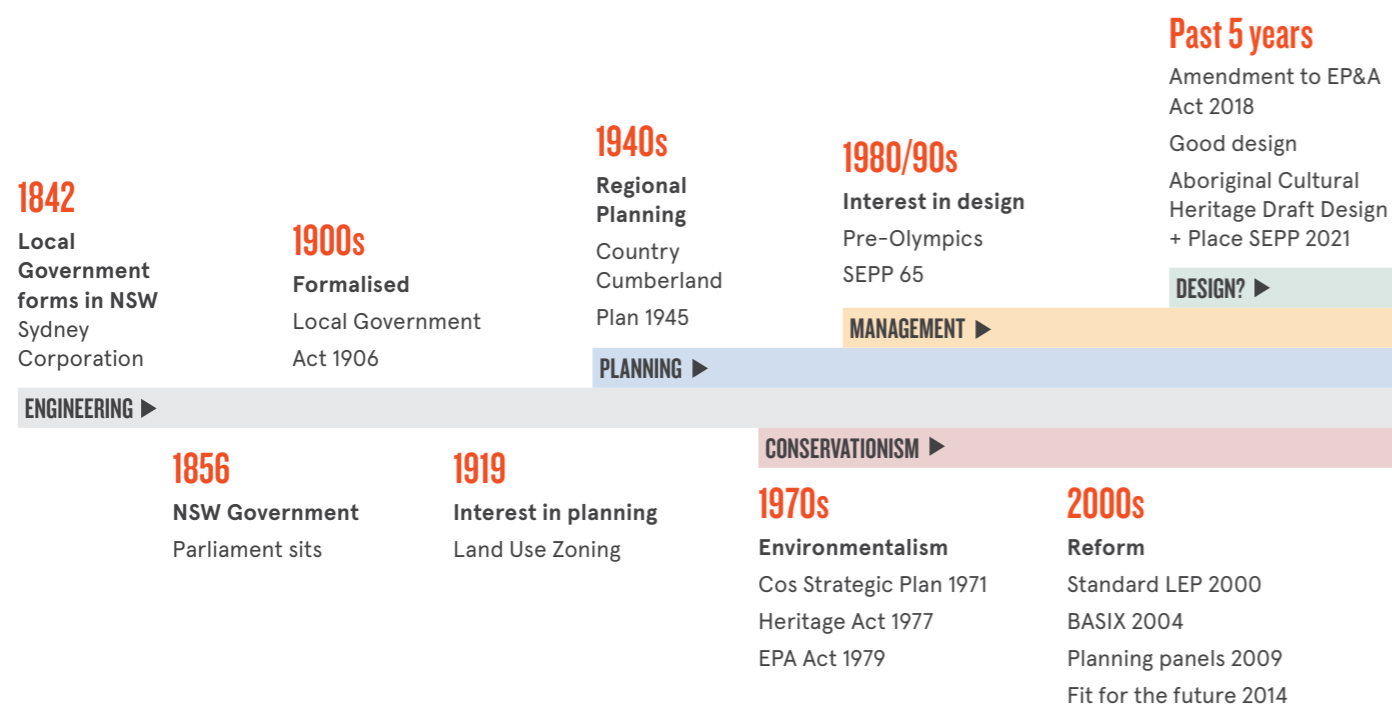 1842
Local
Government
forms in NSW
Sydney
Corporation
1900s
Formalised
Local Government
Act 1906
1940s
Regional
Planning
Country
Cumberland
Plan 1945
1980/90s
Interest in design
Pre-Olympics
SEPP 65
Past 5 years
Amendment to EP&A
Act 2018
Good design
Aboriginal Cultural
Heritage Draft Design
+ Place SEPP 2021
DESIGN? ▶
MANAGEMENT ▶
PLANNING ▶
ENGINEERING ▶
CONSERVATIONISM ▶
1856
NSW Government
Parliament sits
1919
Interest in planning
Land Use Zoning
1970s
Environmentalism
Cos Strategic Plan 1971
Heritage Act 1977
EPA Act 1979
2000s
Reform
Standard LEP 2000
BASIX 2004
Planning panels 2009
Fit for the future 2014